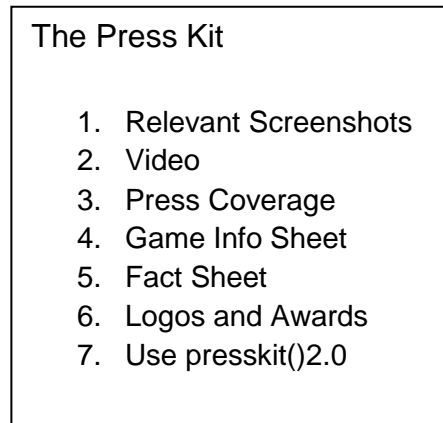 The Press Kit
1. Relevant Screenshots
2. Video
3. Press Coverage
4. Game Info Sheet
5. Fact Sheet
6. Logos and Awards
7. Use presskit()2.0